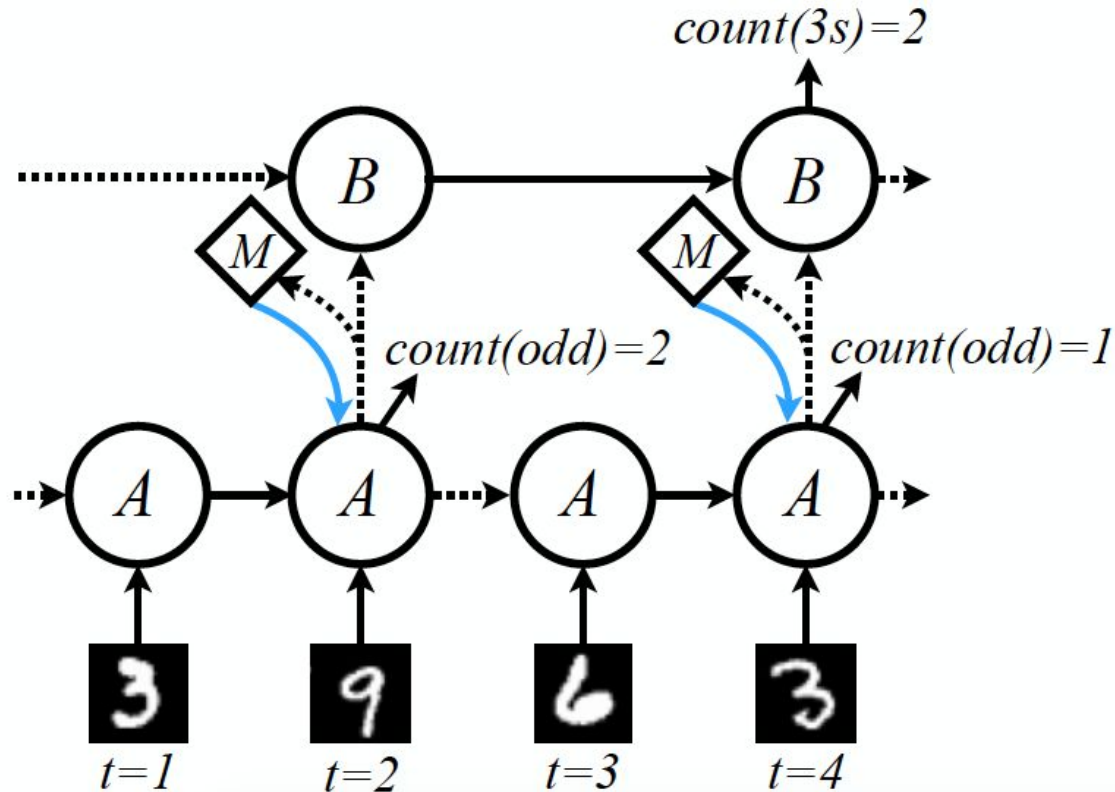 count(3s)=2
B
B
M
M
count(odd)=2
count(odd)=1
A
A
A
A
3
9
6
3
t=1
t=2
t=3
t=4